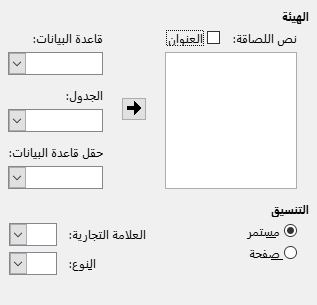 الهيئة
نص اللصاقة: العنوان
قاعدة البيانات:
الجدول:
حقل قاعدة البيانات:
التنسيق
مستمر
صفحة
العلامة التجارية:
النوع: